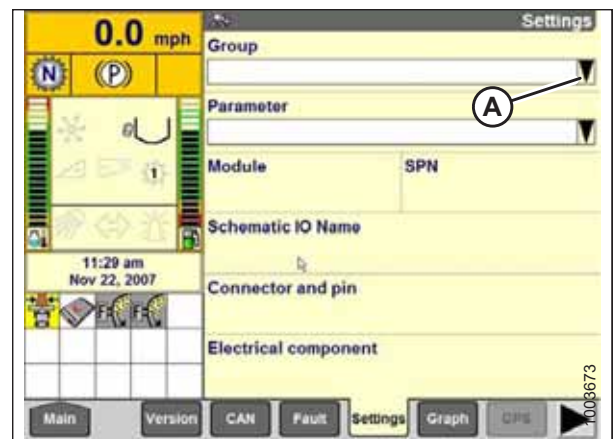 0.0 mph
Settings
Group
N
(P)
A
Parameter
Module
SPN
1
Schematic IO Name
11:29 am
Nov 22, 2007
Connector and pin
Electrical component
Main
Version
CAN
Fault
Settings
Graph
GPS
1003673